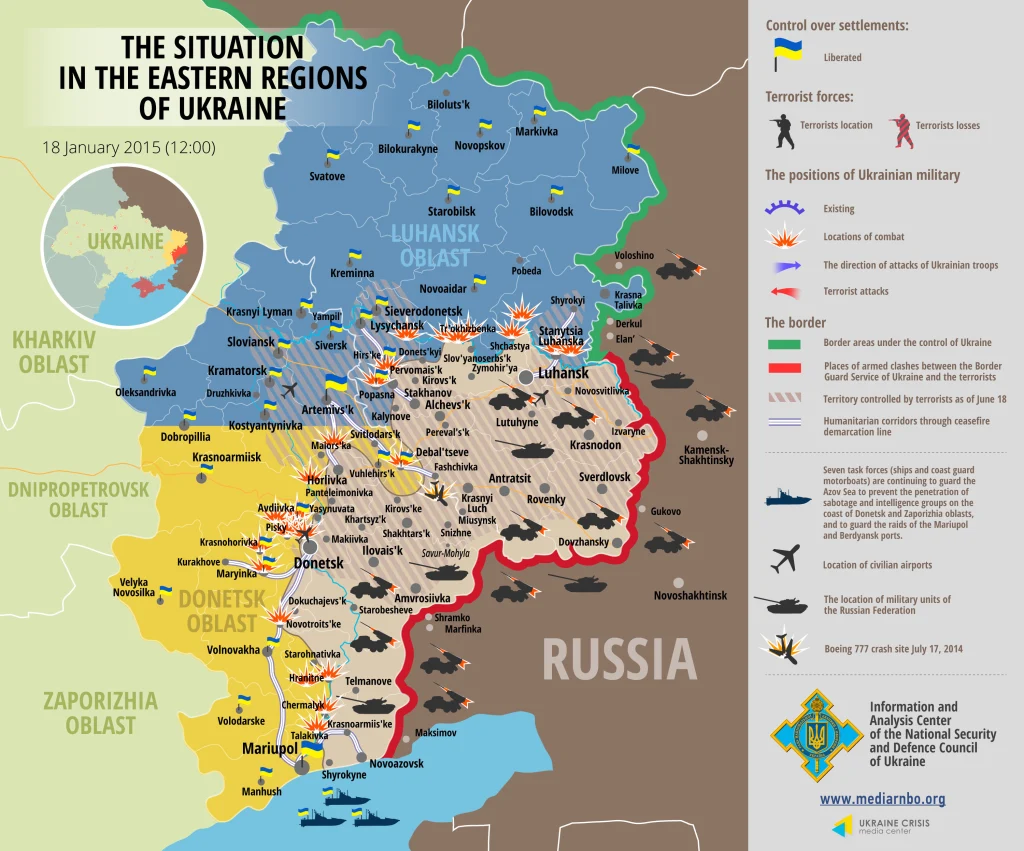 THE SITUATION
IN THE EASTERN REGIONS
OF UKRAINE
18 January 2015 (12:00)
UKRAINE
KHARKIV
OBLAST
DNIPROPETROVSK
OBLAST
ZAPORIZHIA
OBLAST
LUHANSK
OBLAST
DONETSK
OBLAST
RUSSIA
Biloluts'k
Bilokurakyne
Novopskov
Markivka
Svatove
Milove
Starobilsk
Bilovodsk
Kreminna
Pobeda
Voloshino
Novoaidar
Krasnyi Lyman
Yampil'
Sieverodonetsk
Shyrokyi
Krasna
Talivka
Lysychansk
Tr'okhizbenka
Stanytsia
Luhanska
Derkul
Elan'
Sloviansk
Siversk
Hirs'ke
Donets'kyi
Shchastya
Slov'yanoserbs'k
Zymohir'ya
Kramatorsk
Pervomais'k
Kirovs'k
Luhansk
Oleksandrivka
Druzhkivka
Popasna
Stakhanov
Novosvitlivka
Artemivs'k
Kalynove
Alchevs'k
Lutuhyne
Kostyantynivka
Pereval's'k
Izvaryne
Dobropillia
Svitlodars'k
Krasnodon
Maiors'ka
Debal'tseve
Kamensk-
Shakhtinsky
Krasnoarmiisk
Vuhlehirs'k
Fashchivka
Horlivka
Antratsit
Sverdlovsk
Panteleimonivka
Krasnyi
Luch
Rovenky
Avdiivka
Yasynuvata
Kirovs'ke
Gukovo
Pisky
Khartsyz'k
Miusynsk
Krasnohorivka
Makiivka
Shakhtars'k
Snizhne
Dovzhansky
Kurakhove
Ilovais'k
Savur-Mohyla
Maryinka
Donetsk
Velyka
Novosilka
Novoshakhtinsk
Amvrosiivka
Dokuchajevs'k
Starobesheve
Novotroits'ke
Shramko
Marfinka
Volnovakha
Starohnativka
Hranitne
Telmanove
Chermalyk
Volodarske
Krasnoarmiis'ke
Talakivka
Maksimov
Mariupol
Novoazovsk
Shyrokyne
Manhush
Control over settlements:
Liberated
Terrorist forces:
Terrorists location
Terrorists losses
The positions of Ukrainian military
Existing
Locations of combat
The direction of attacks of Ukrainian troops
Terrorist attacks
The border
Border areas under the control of Ukraine
Places of armed clashes between the Border
Guard Service of Ukraine and the terrorists
Territory controlled by terrorists as of June 18
Humanitarian corridors through ceasefire
demarcation line
Seven task forces (ships and coast guard
motorboats) are continuing to guard the
Azov Sea to prevent the penetration of
sabotage and intelligence groups on the
coast of Donetsk and Zaporizhia oblasts,
and to guard the raids of the Mariupol
and Berdyansk ports.
Location of civilian airports
The location of military units of
the Russian Federation
Boeing 777 crash site July 17, 2014
Information and
Analysis Center
of the National Security
and Defence Council
of Ukraine
www.mediarnbo.org
UKRAINE CRISIS
media center